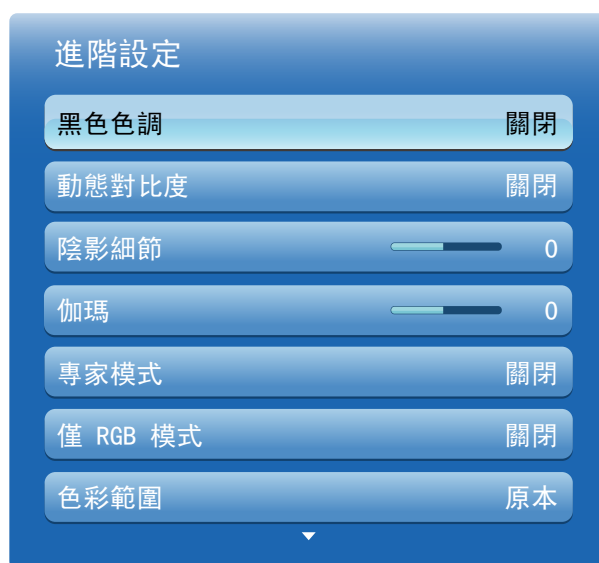 進階設定
黑色色調 關閉
動態對比度 關閉
陰影細節 0
伽瑪 0
專家模式 關閉
僅 RGB 模式 關閉
色彩範圍 原本